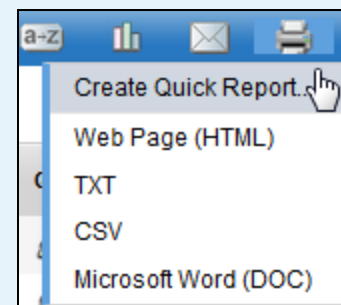 a-z
Create Quick Report...
Web Page (HTML)
TXT
CSV
Microsoft Word (DOC)